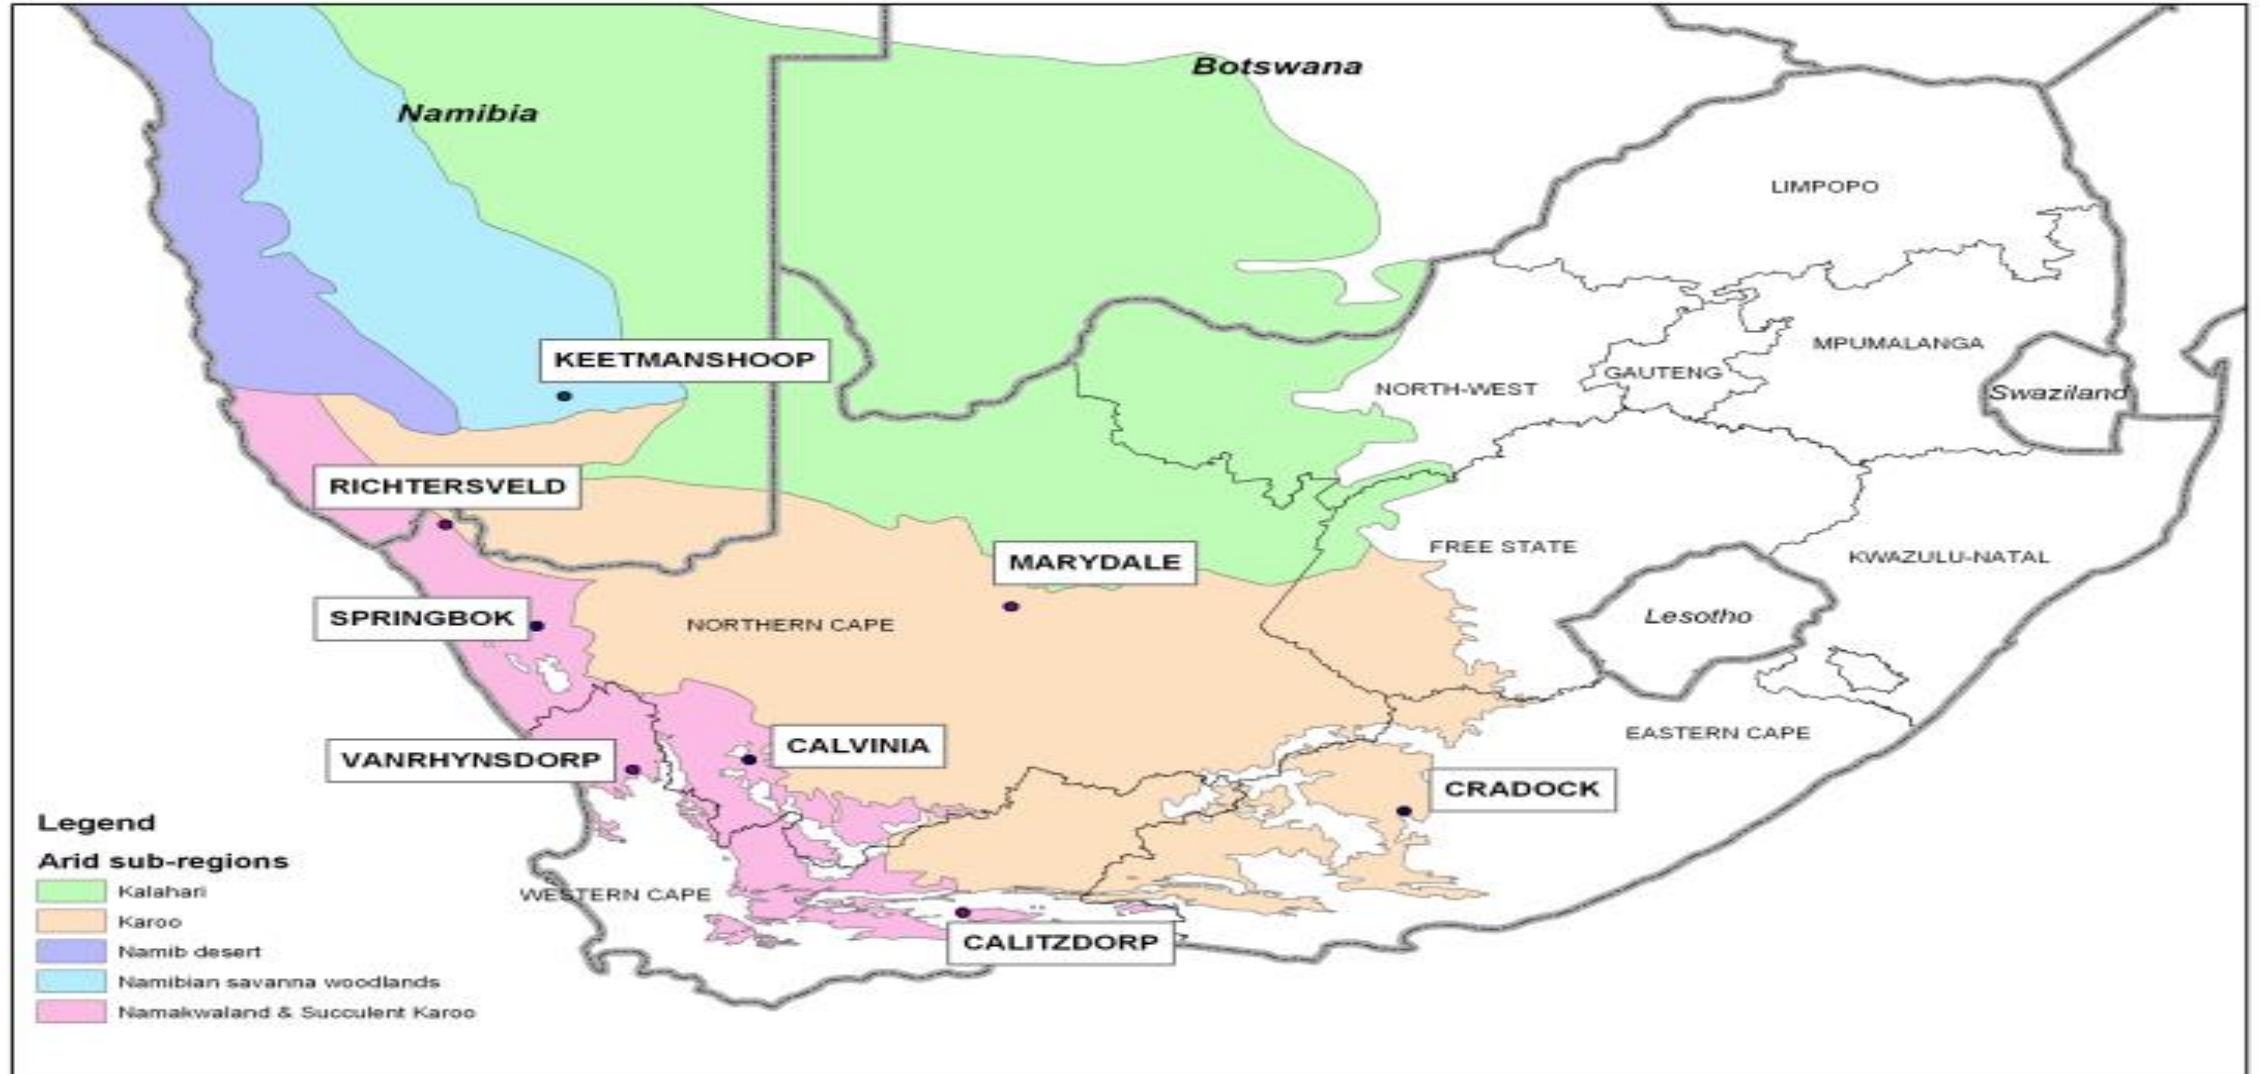 Botswana
Namibia
LIMPOPO
KEETMANSHOOP
MPUMALANGA
GAUTENG
NORTH-WEST
Swaziland
RICHTERSVELD
MARYDALE
FREE STATE
KWAZULU-NATAL
SPRINGBOK
NORTHERN CAPE
Lesotho
EASTERN CAPE
VANRHYNSDORP
CALVINIA
CRADOCK
WESTERN CAPE
CALITZDORP
Legend
Arid sub-regions
Kalahari
Karoo
Namib desert
Namibian savanna woodlands
Namakwaland & Succulent Karoo